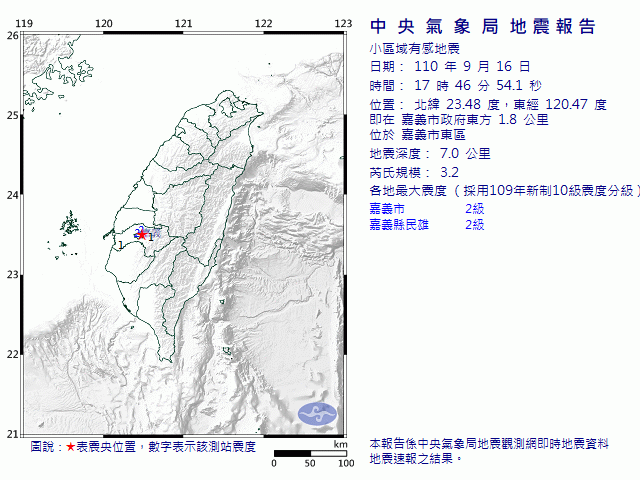 119 120 121 122 123
26
25
24
23
22
21
2
2
1
1
圖說：★表震央位置，數字表示該測站震度
km
0 50 100
中央氣象局地震報告
小區域有感地震
日期： 110 年 9 月 16 日
時間： 17 時 46 分 54.1 秒
位置： 北緯 23.48 度，東經 120.47 度
即在 嘉義市政府東方 1.8 公里
位於 嘉義市東區
地震深度： 7.0 公里
芮氏規模： 3.2
各地最大震度 （採用109年新制10級震度分級）
嘉義市 2級
嘉義縣民雄 2級
本報告係中央氣象局地震觀測網即時地震資料
地震速報之結果。